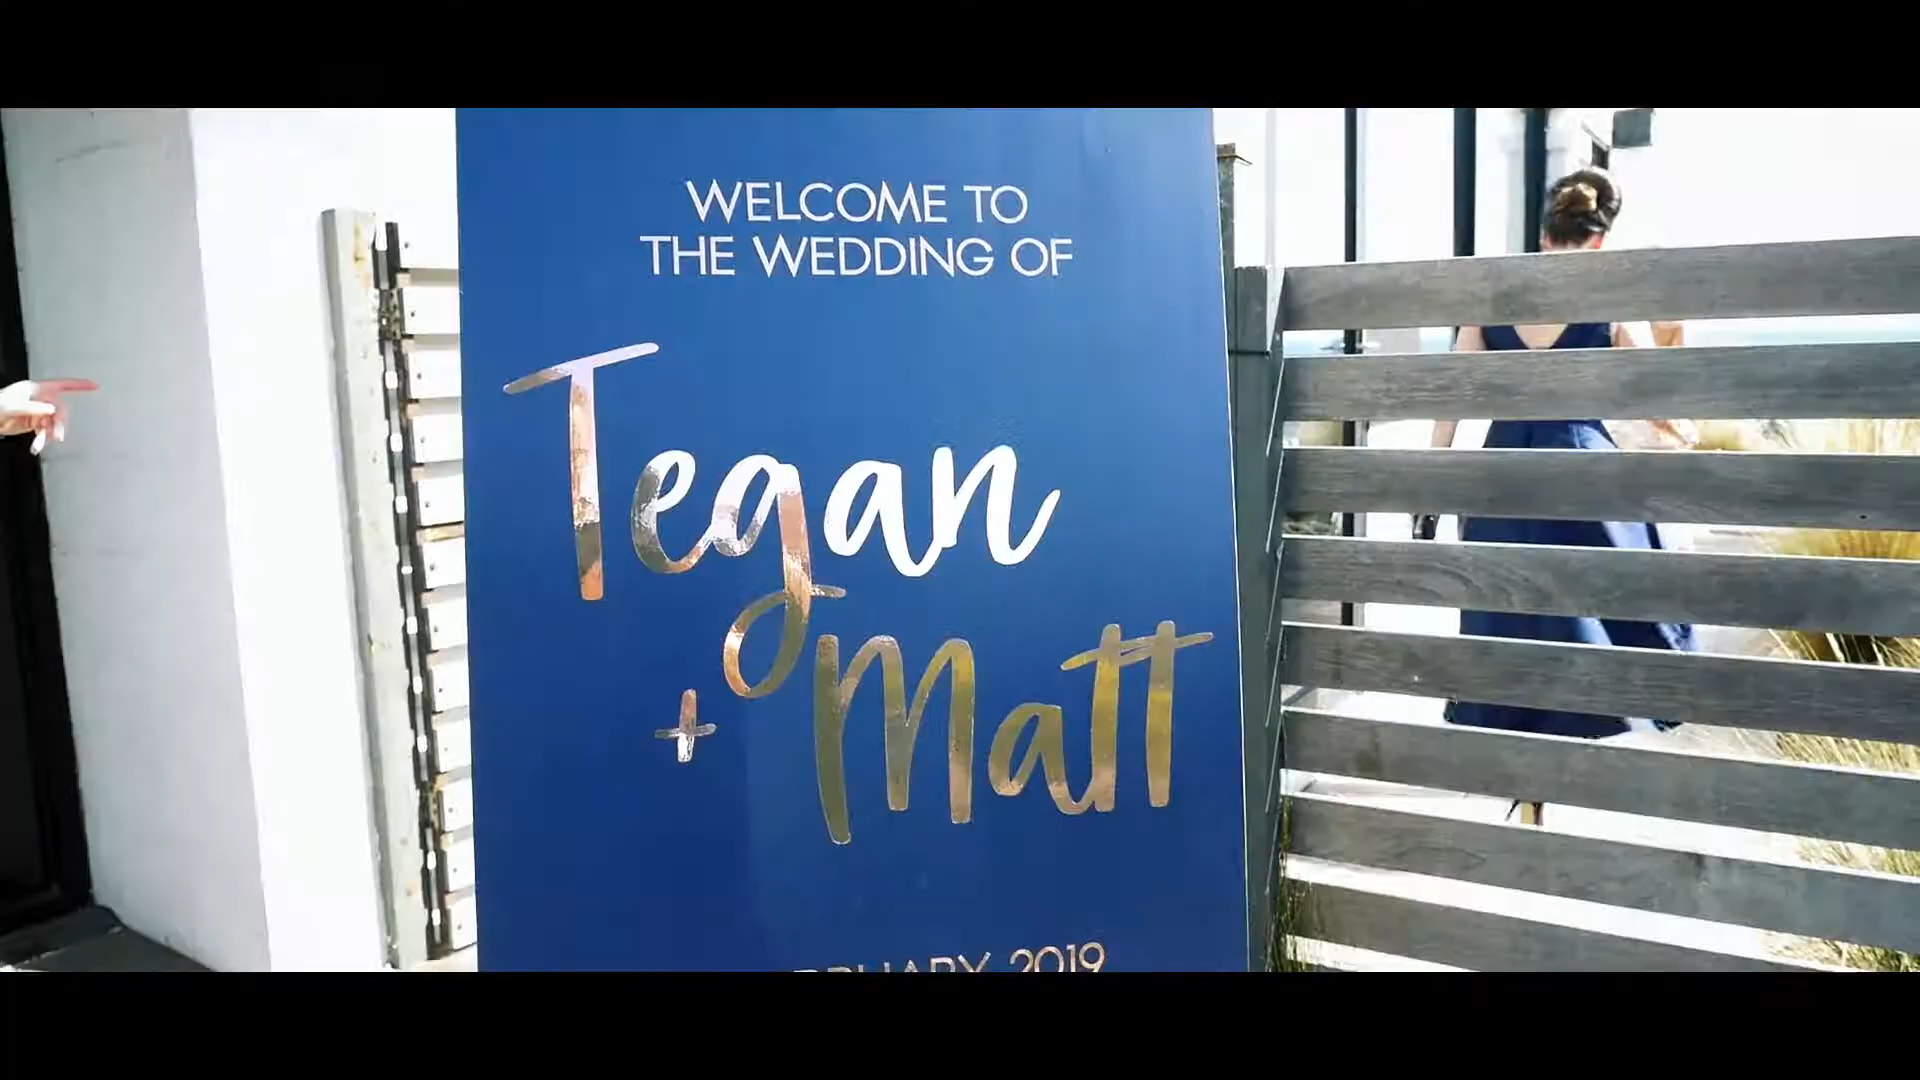 WELCOME TO
THE WEDDING OF
Tegan
+ Matt
2019